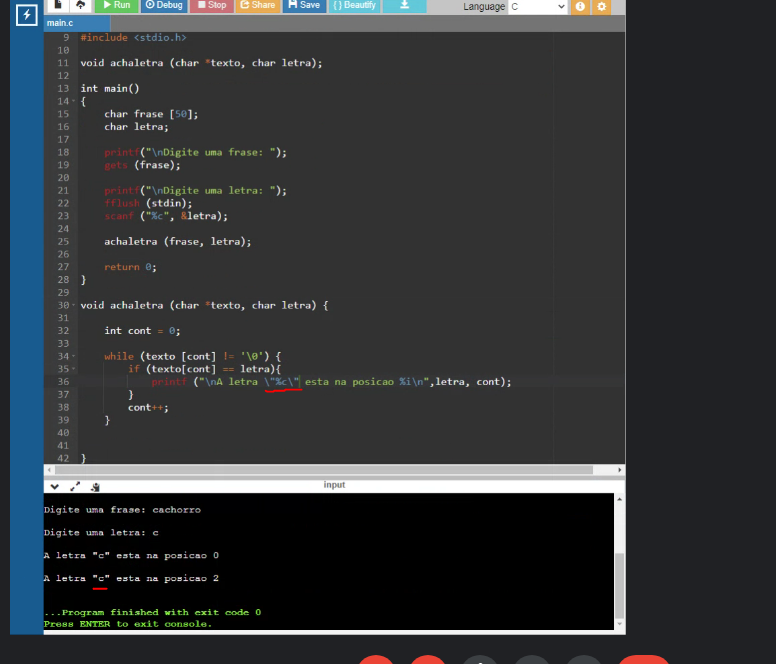 Run Debug Stop Share Save { } Beautify Language C
main.c
9 #include <stdio.h>
10
11 void achaletra (char *texto, char letra);
12
13 int main()
14 {
15 char frase [50];
16 char letra;
17
18 printf("\nDigite uma frase: ");
19 gets (frase);
20
21 printf("\nDigite uma letra: ");
22 fflush (stdin);
23 scanf ("%c", &letra);
24
25 achaletra (frase, letra);
26
27 return 0;
28 }
29
30 void achaletra (char *texto, char letra) {
31
32 int cont = 0;
33
34 while (texto [cont] != '\0') {
35 if (texto[cont] == letra){
36 printf ("\nA letra \"%c\" esta na posicao %i\n",letra, cont);
37 }
38 cont++;
39 }
40
41
42 }
input
Digite uma frase: cachorro
Digite uma letra: c
A letra "c" esta na posicao 0
A letra "c" esta na posicao 2
...Program finished with exit code 0
Press ENTER to exit console.